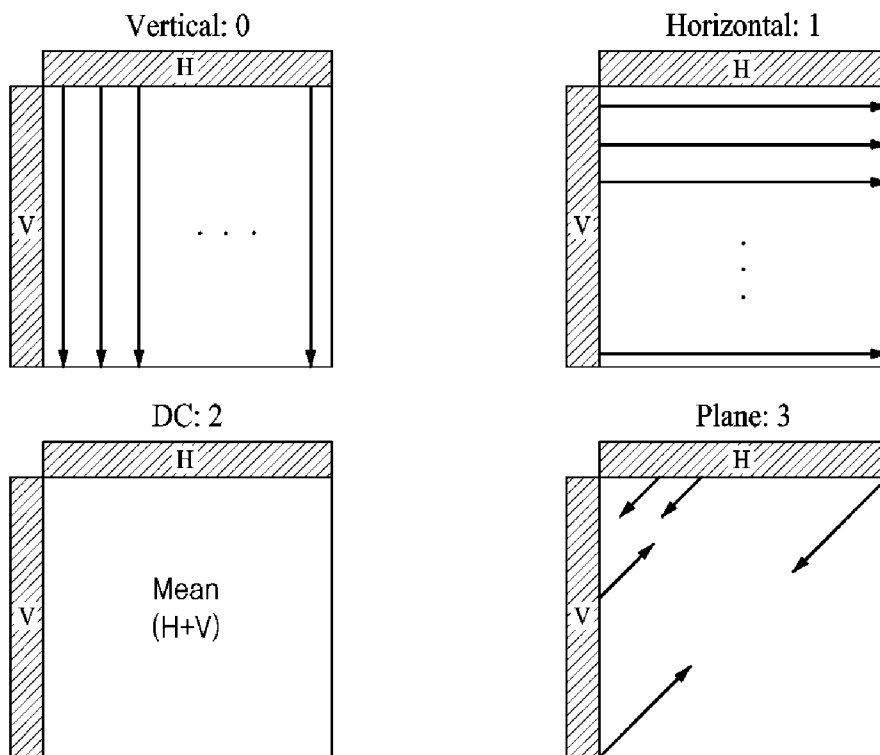 Vertical: 0
H
V
. . .
Horizontal: 1
H
V
DC: 2
H
V
Mean
(H+V)
Plane: 3
H
V